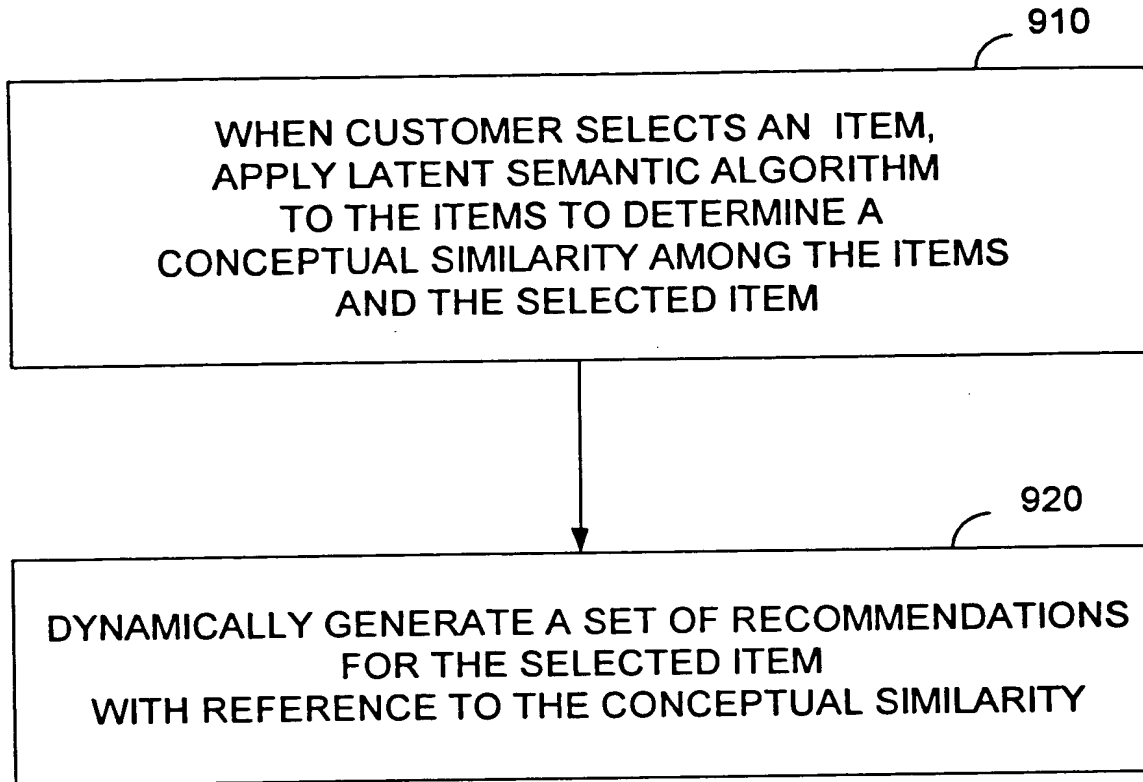 910
WHEN CUSTOMER SELECTS AN ITEM,
APPLY LATENT SEMANTIC ALGORITHM
TO THE ITEMS TO DETERMINE A
CONCEPTUAL SIMILARITY AMONG THE ITEMS
AND THE SELECTED ITEM
920
DYNAMICALLY GENERATE A SET OF RECOMMENDATIONS
FOR THE SELECTED ITEM
WITH REFERENCE TO THE CONCEPTUAL SIMILARITY